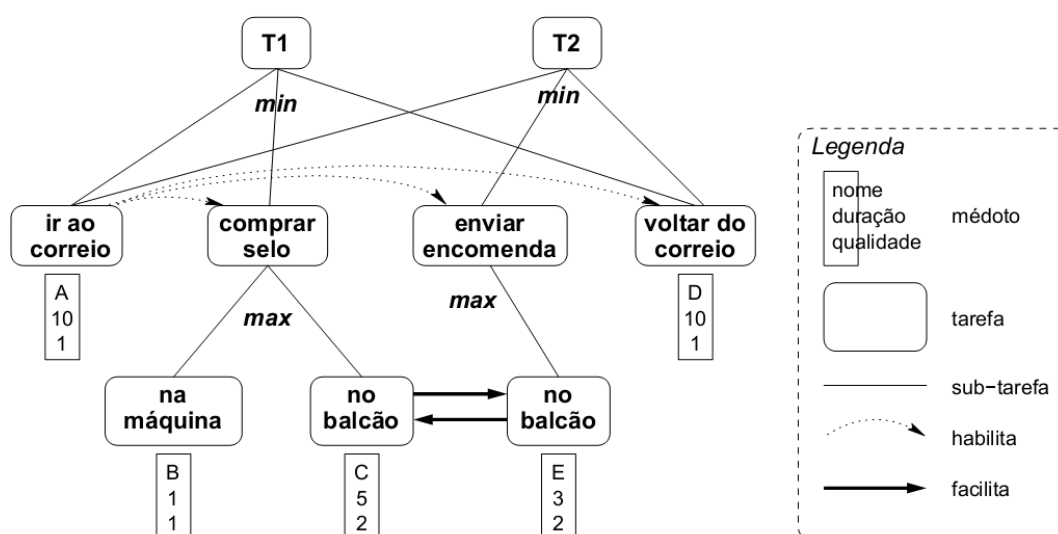 T1
T2
min
min
ir ao
correio
comprar
selo
enviar
encomenda
voltar do
correio
A
10
1
max
max
D
10
1
na
máquina
no
balcão
no
balcão
B
1
1
C
5
2
E
3
2
Legenda
nome
duração
qualidade
médoto
tarefa
sub-tarefa
habilita
facilita